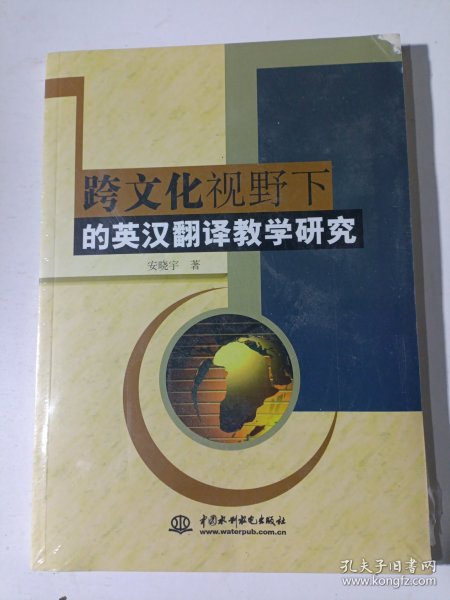 跨文化视野下
的英汉翻译教学研究
安晓宇 著
中国水利水电出版社
www.waterpub.com.cn
孔夫子旧书网
www.kongfz.com